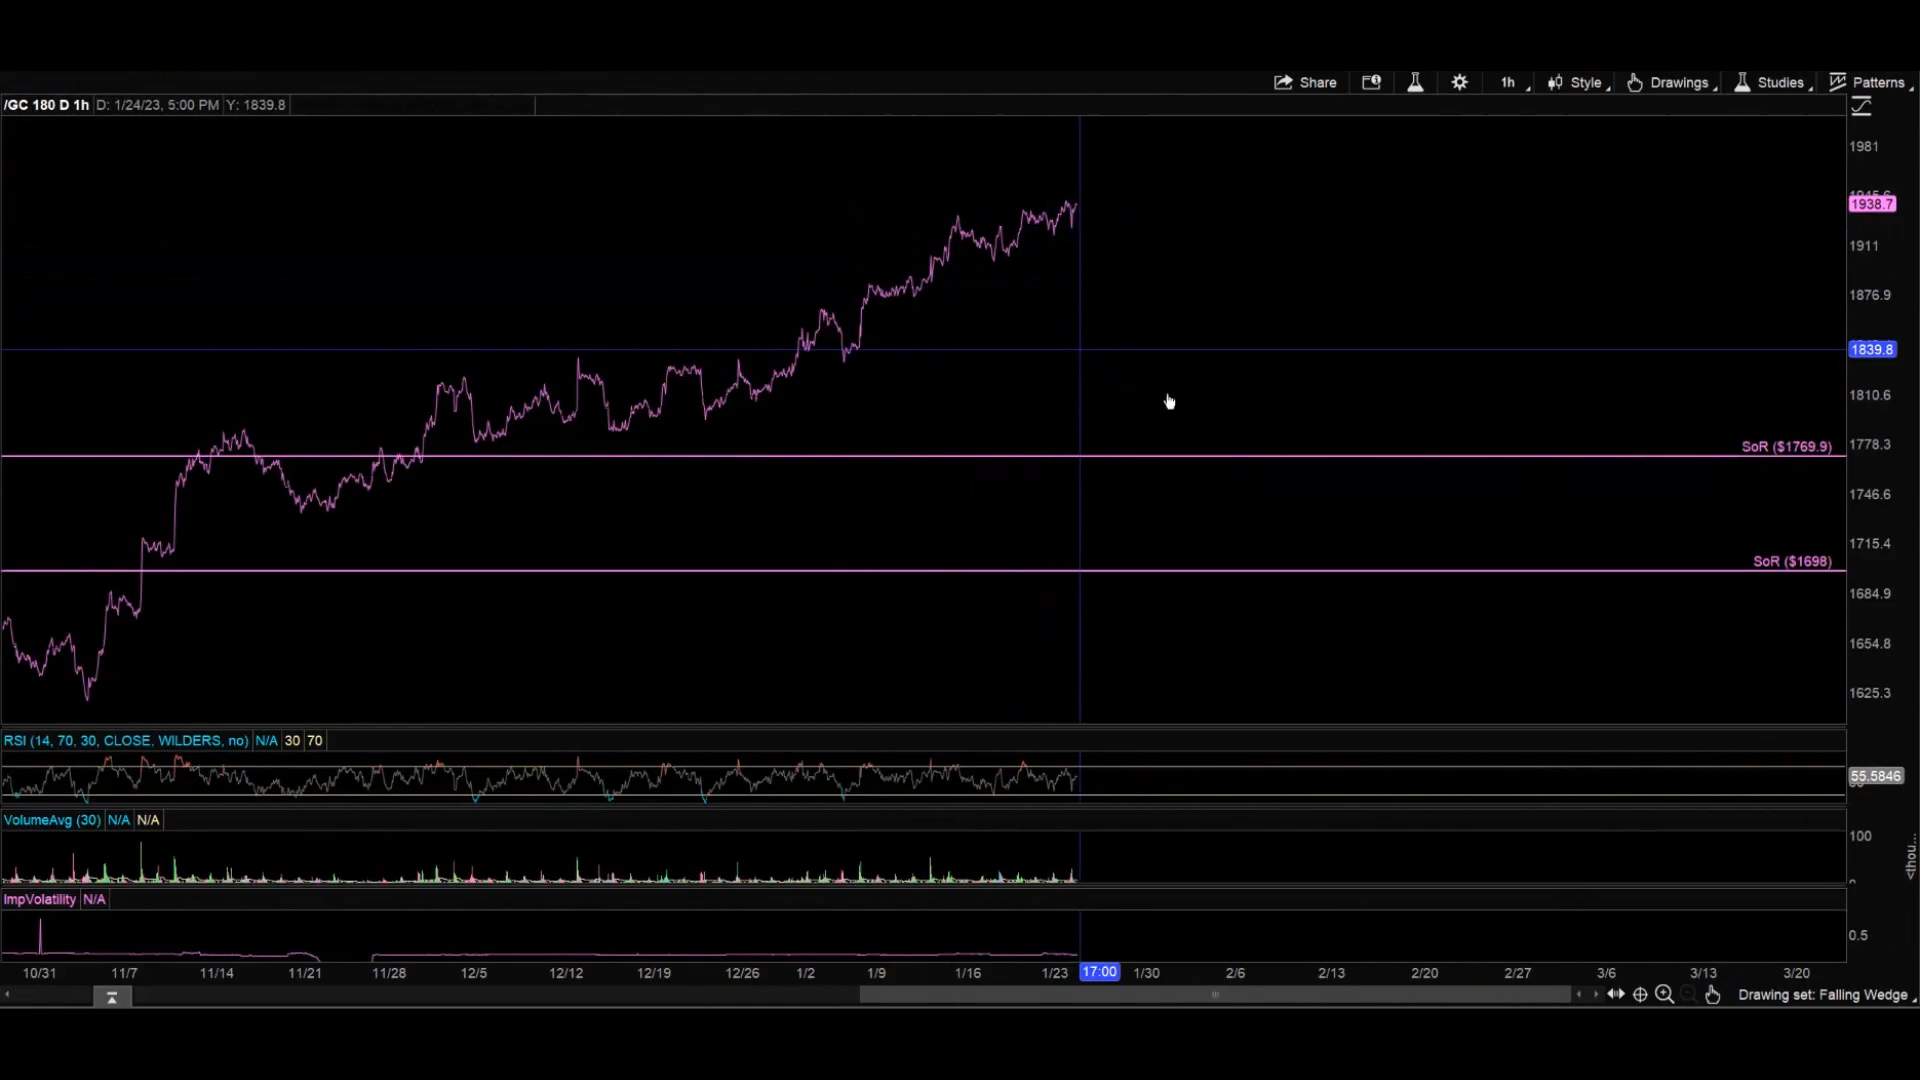 Share
1h
Style
Drawings
Studies
Patterns
/GC 180 D 1h D: 1/24/23, 5:00 PM Y: 1839.8
1981
1945.6
1938.7
1911
1876.9
1839.8
1810.6
SoR ($1769.9)
1778.3
1746.6
1715.4
SoR ($1698)
1684.9
1654.8
1625.3
RSI (14, 70, 30, CLOSE, WILDERS, no) N/A 30 70
55.5846
VolumeAvg (30) N/A N/A
100
<thou...
ImpVolatility N/A
0.5
10/31 11/7 11/14 11/21 11/28 12/5 12/12 12/19 12/26 1/2 1/9 1/16 1/23 17:00 1/30 2/6 2/13 2/20 2/27 3/6 3/13 3/20
Drawing set: Falling Wedge